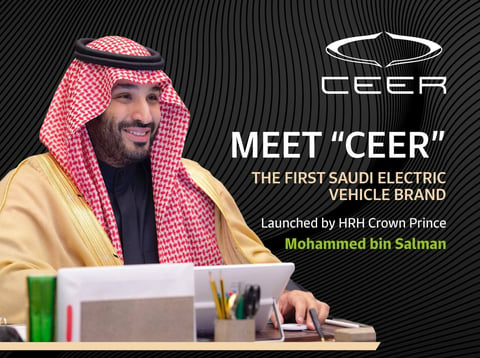 CEER
MEET “CEER”
THE FIRST SAUDI ELECTRIC
VEHICLE BRAND
Launched by HRH Crown Prince
Mohammed bin Salman